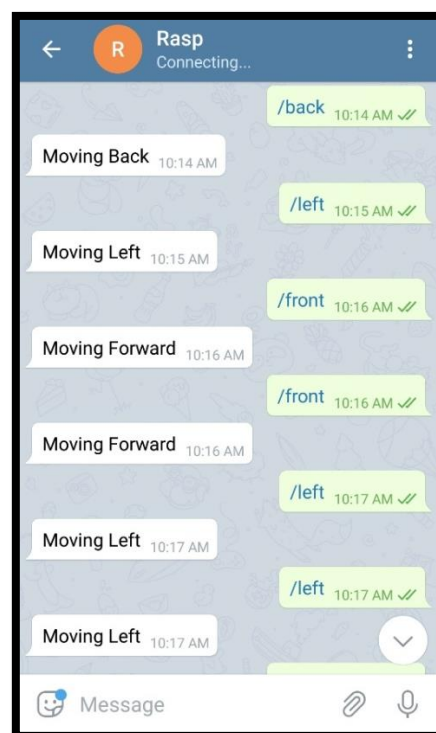 R
Rasp
Connecting...
/back 10:14 AM
Moving Back 10:14 AM
/left 10:15 AM
Moving Left 10:15 AM
/front 10:16 AM
Moving Forward 10:16 AM
/front 10:16 AM
Moving Forward 10:16 AM
/left 10:17 AM
Moving Left 10:17 AM
/left 10:17 AM
Moving Left 10:17 AM
Message